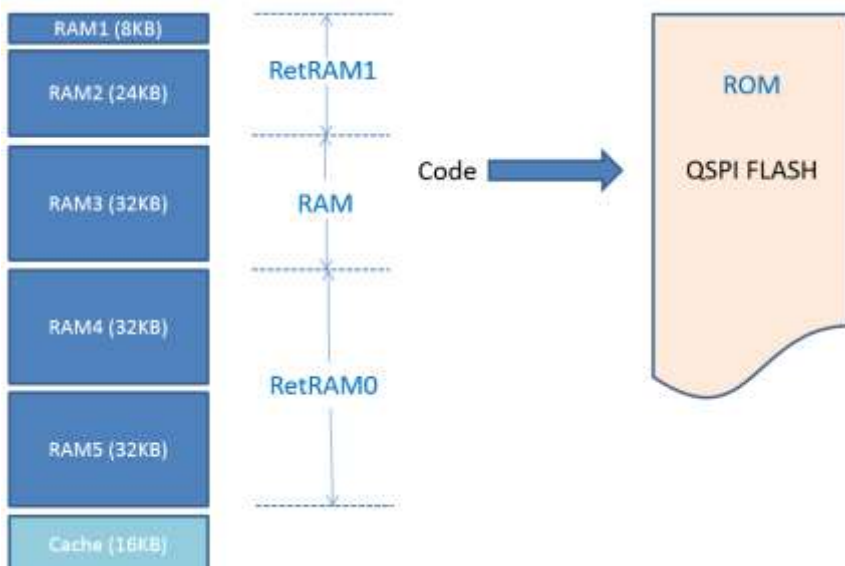 RAM1 (8KB)
RAM2 (24KB)
RAM3 (32KB)
RAM4 (32KB)
RAM5 (32KB)
Cache (16KB)
RetRAM1
RAM
RetRAM0
Code
ROM
QSPI FLASH